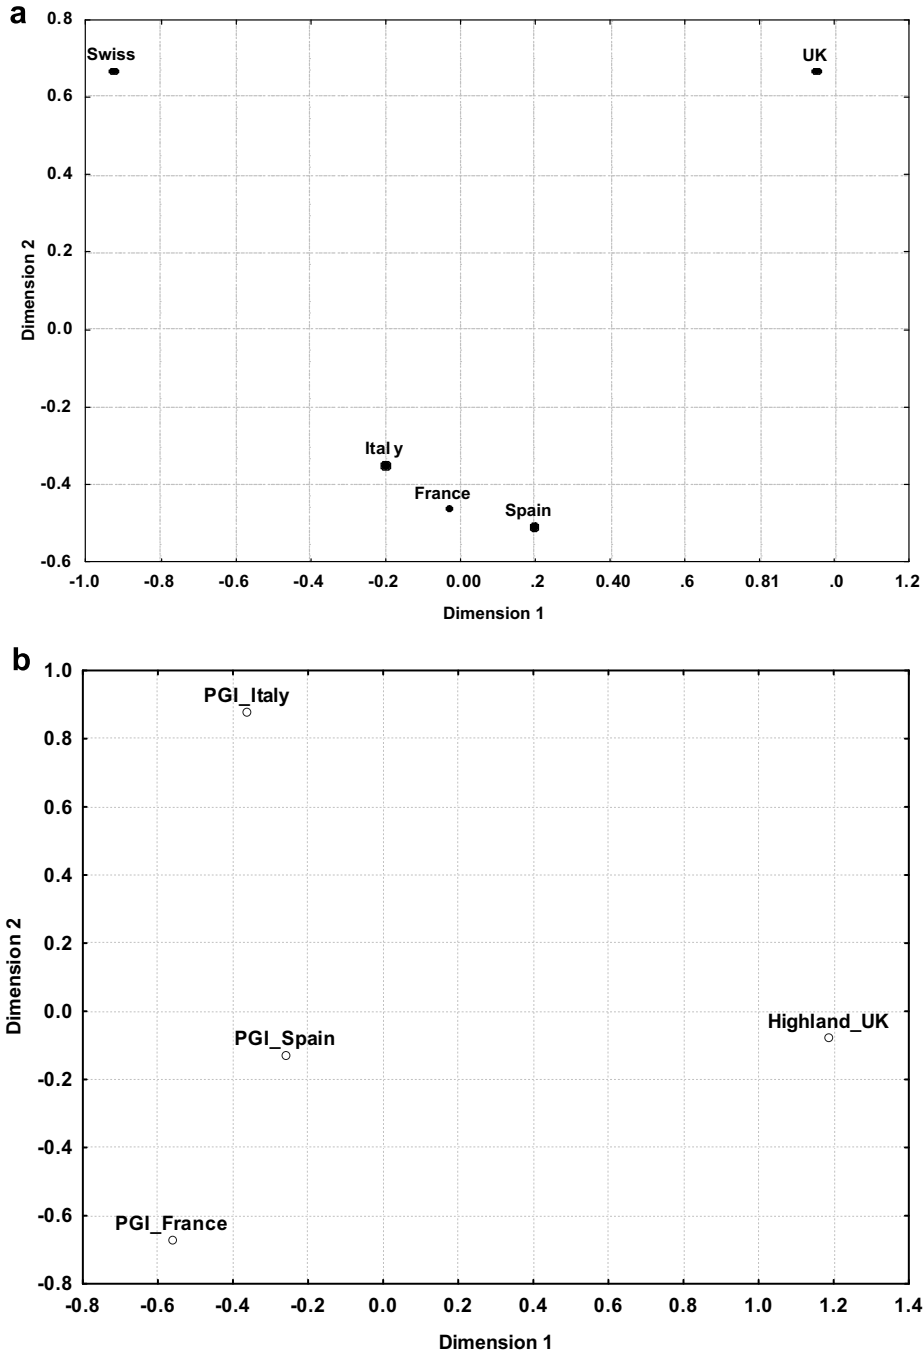 a
0.8
Swiss UK
0.6
0.4
0.2
Dimension 2
0.0
-0.2
Italy
-0.4
France
Spain
-0.6
-1.0 -0.8 -0.6 -0.4 -0.2 0.00 .2 0.40 .6 0.81 .0 1.2
Dimension 1
b
1.0
PGI_Italy
0.8
0.6
0.4
0.2
Dimension 2
0.0
Highland_UK
PGI_Spain
-0.2
-0.4
-0.6
PGI_France
-0.8
-0.8 -0.6 -0.4 -0.2 0.0 0.2 0.4 0.6 0.8 1.0 1.2 1.4
Dimension 1